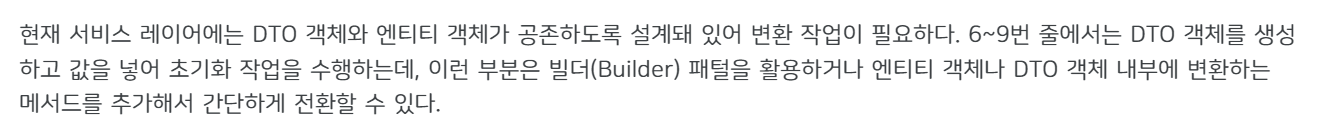 현재 서비스 레이어에는 DTO 객체와 엔티티 객체가 공존하도록 설계돼 있어 변환 작업이 필요하다. 6~9번 줄에서는 DTO 객체를 생성
하고 값을 넣어 초기화 작업을 수행하는데, 이런 부분은 빌더(Builder) 패턴을 활용하거나 엔티티 객체나 DTO 객체 내부에 변환하는
메서드를 추가해서 간단하게 전환할 수 있다.